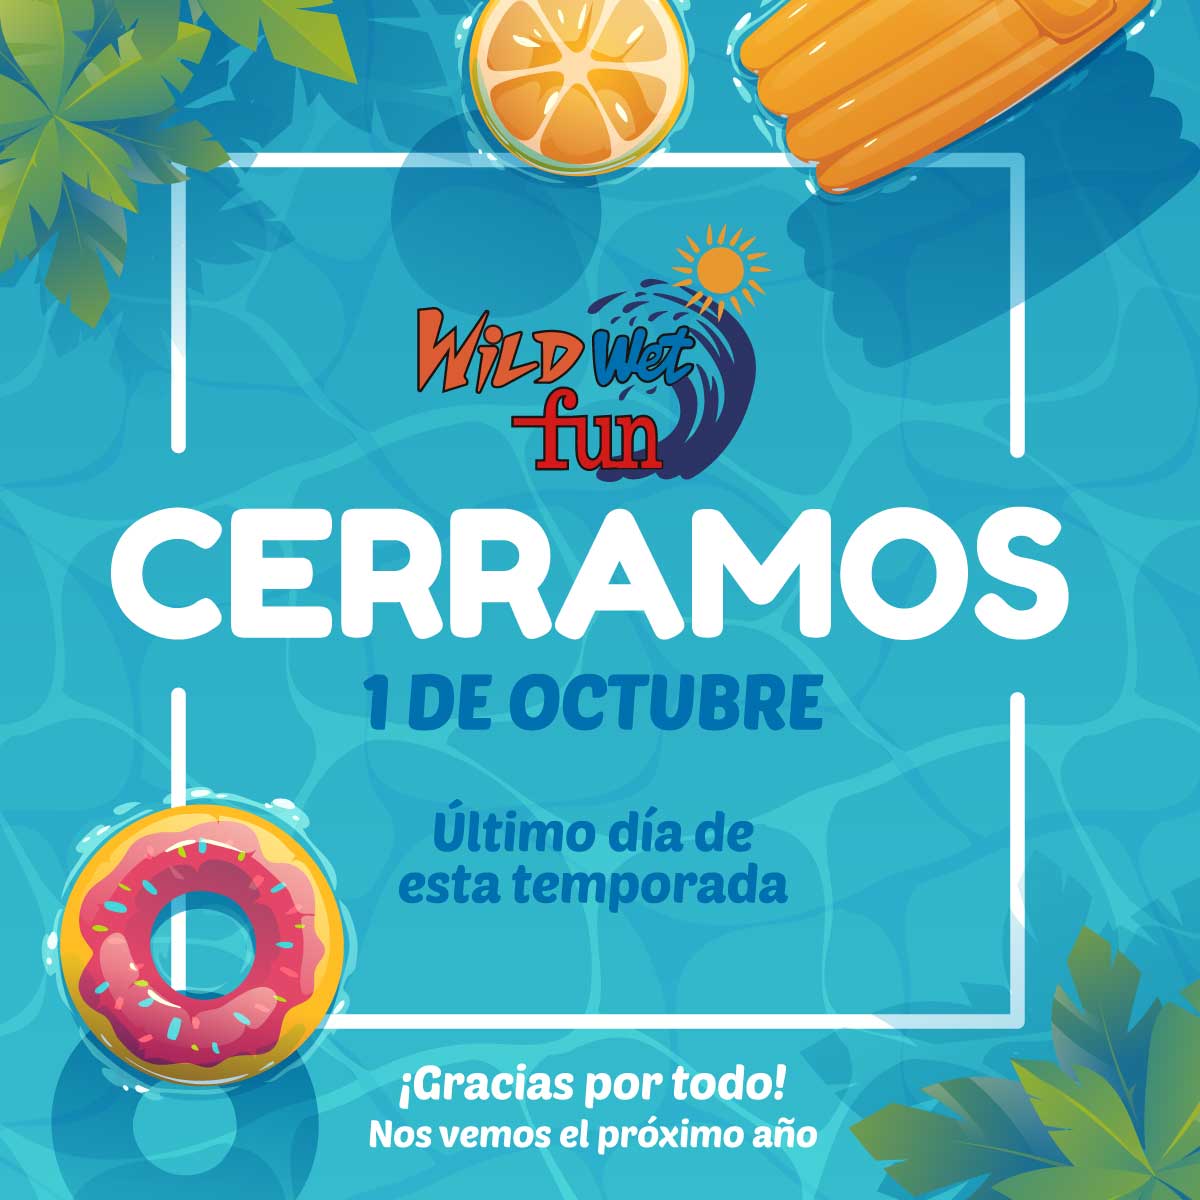 WiLD Wet
fun
CERRAMOS
1 DE OCTUBRE
Último día de
esta temporada
¡Gracias por todo!
Nos vemos el próximo año